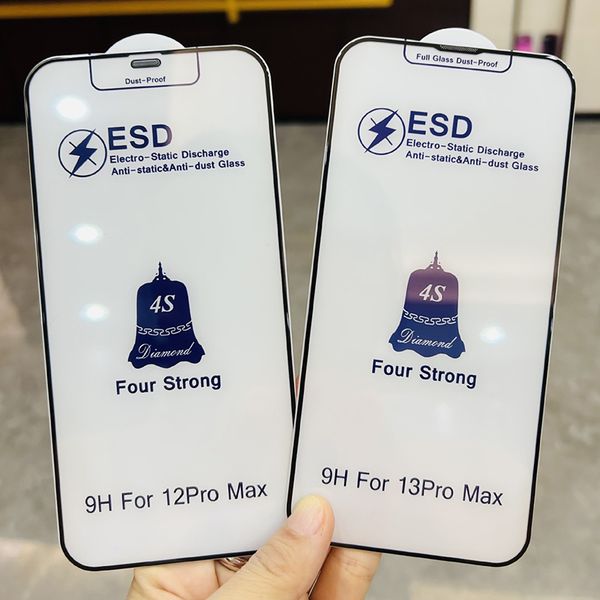 Dust-Proof
ESD
Electro-Static Discharge
Anti-static&Anti-dust Glass
4S
Diamond
Four Strong
9H For 12Pro Max
Full Glass Dust-Proof
ESD
Electro-Static Discharge
Anti-static&Anti-dust Glass
4S
Diamond
Four Strong
9H For 13Pro Max